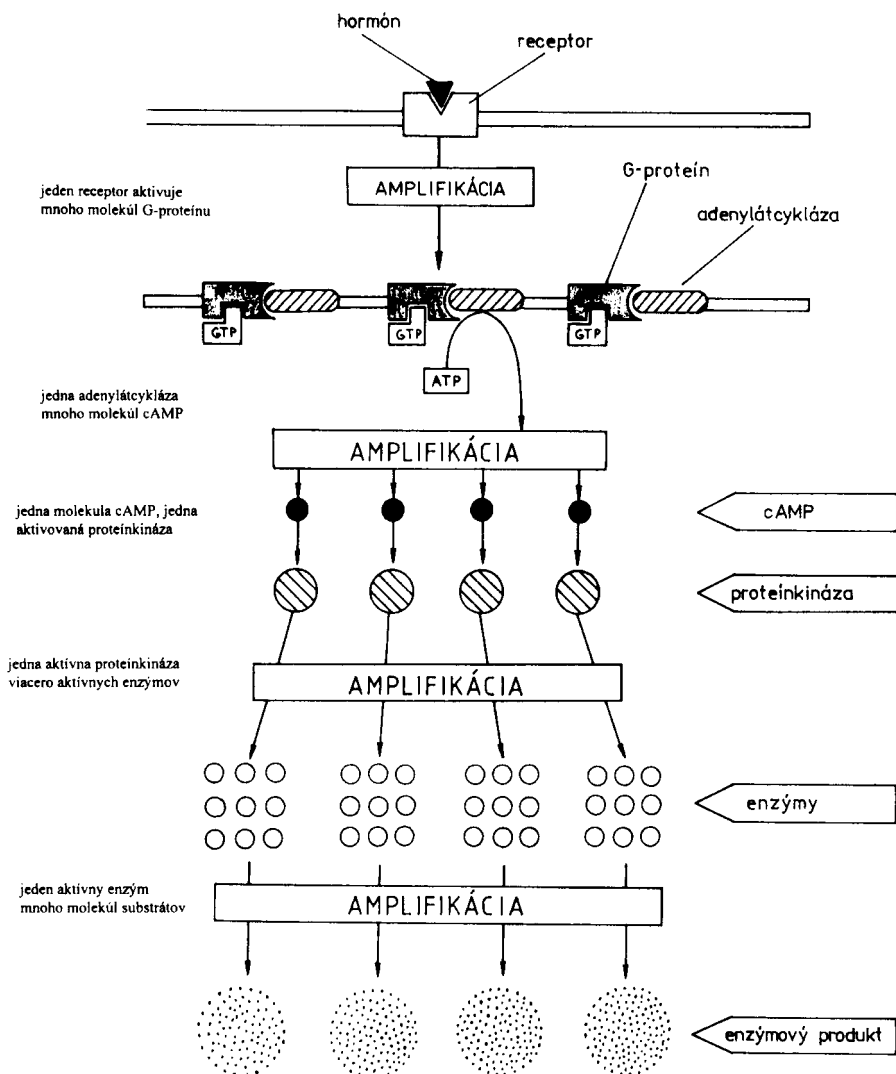 hormón
receptor
AMPLIFIKÁCIA
jeden receptor aktivuje
mnoho molekúl G-proteínu
G-proteín
adenylátcykláza
GTP
GTP
GTP
ATP
jedna adenylátcykláza
mnoho molekúl cAMP
AMPLIFIKÁCIA
jedna molekula cAMP, jedna
aktivovaná proteínkináza
cAMP
proteínkináza
jedna aktívna proteinkináza
viacero aktívnych enzýmov
AMPLIFIKÁCIA
enzýmy
jeden aktívny enzým
mnoho molekúl substrátov
AMPLIFIKÁCIA
enzýmový produkt